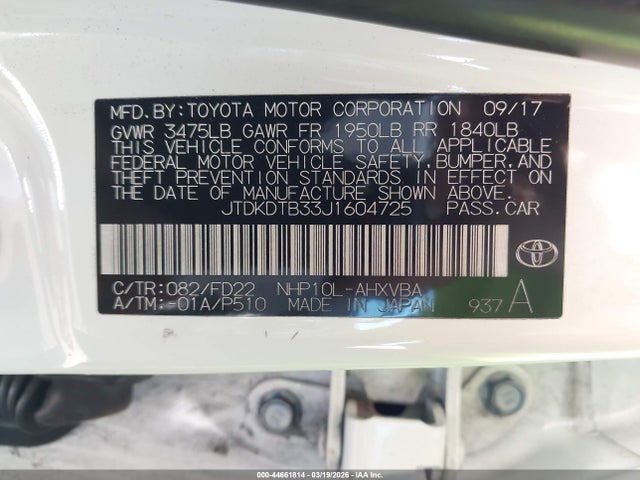 MFD.BY:TOYOTA MOTOR CORPORATION 09/17
GVWR 3475LB GAWR FR 1950LB RR 1840LB
THIS VEHICLE CONFORMS TO ALL APPLICABLE
FEDERAL MOTOR VEHICLE SAFETY,BUMPER,AND
THEFT PREVENTION STANDARDS IN EFFECT ON
THE DATE OF MANUFACTURE SHOWN ABOVE.
JTDKDTB33J1604725 PASS.CAR
C/TR:082/FD22 NHP10L-AHXVBA
A/TM:-01A/P510 MADE IN JAPAN 937 A
000-44661814 | 03/19/2026 | IAA